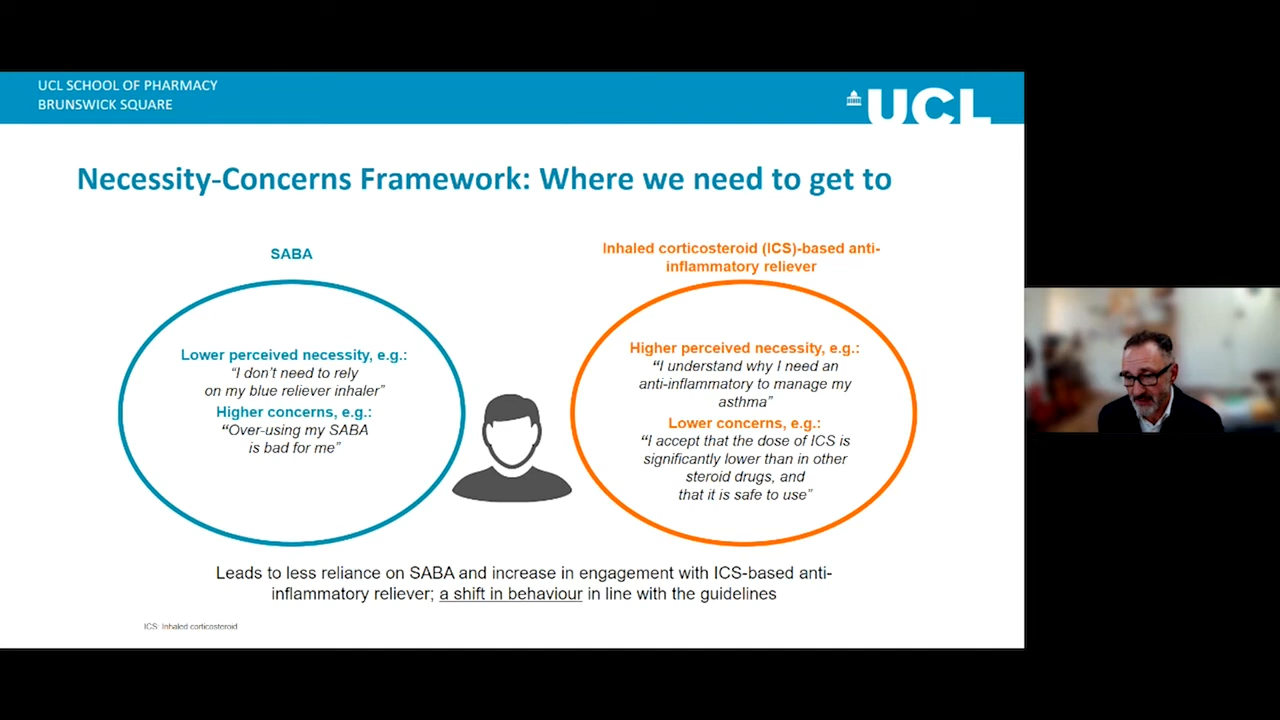 UCL SCHOOL OF PHARMACY
BRUNSWICK SQUARE
UCL
Necessity-Concerns Framework: Where we need to get to
SABA
Lower perceived necessity, e.g.:
“I don’t need to rely
on my blue reliever inhaler”
Higher concerns, e.g.:
“Over-using my SABA
is bad for me”
Inhaled corticosteroid (ICS)-based anti-
inflammatory reliever
Higher perceived necessity, e.g.:
“I understand why I need an
anti-inflammatory to manage my
asthma”
Lower concerns, e.g.:
“I accept that the dose of ICS is
significantly lower than in other
steroid drugs, and
that it is safe to use”
Leads to less reliance on SABA and increase in engagement with ICS-based anti-
inflammatory reliever; a shift in behaviour in line with the guidelines
ICS: Inhaled corticosteroid